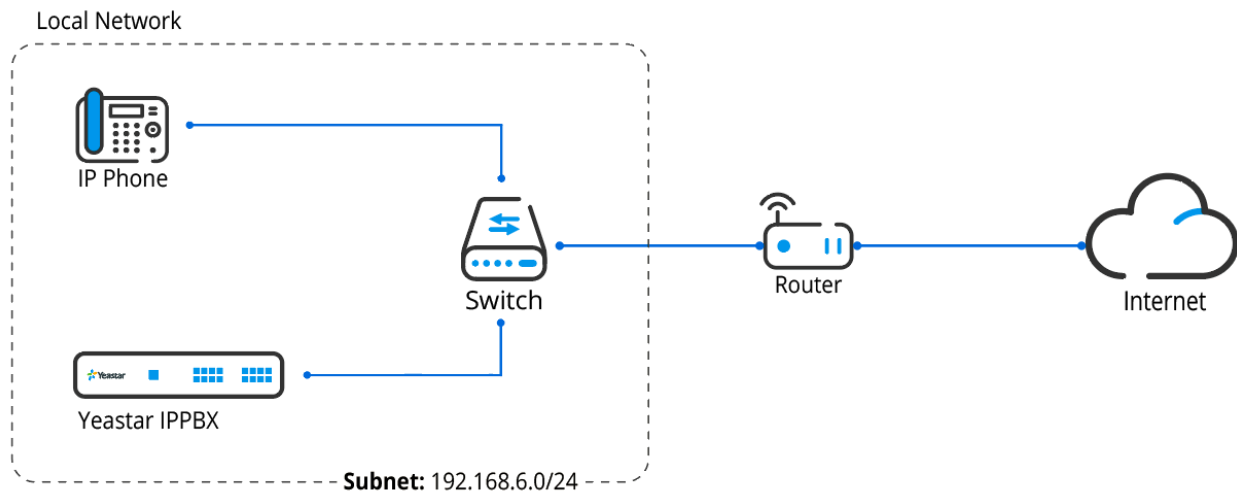 Local Network
IP Phone
Switch
Router
Internet
Yeastar
Yeastar IPPBX
Subnet: 192.168.6.0/24